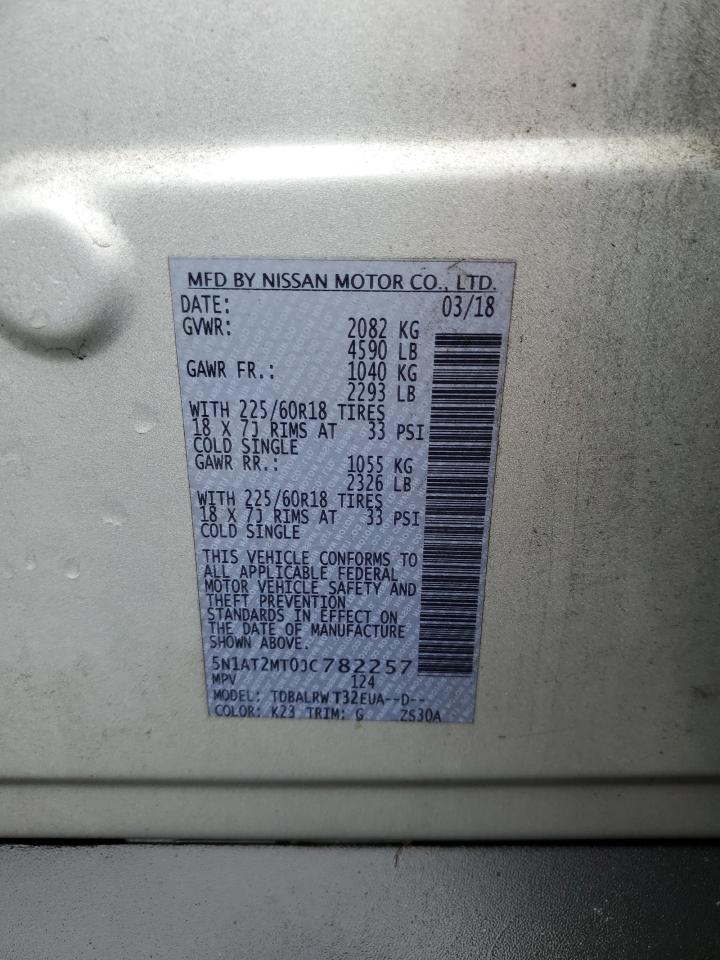 MFD BY NISSAN MOTOR CO., LTD.
DATE: 03/18
GVWR: 2082 KG
4590 LB
GAWR FR.: 1040 KG
2293 LB
WITH 225/60R18 TIRES
18 X 7J RIMS AT 33 PSI
COLD SINGLE
GAWR RR.: 1055 KG
2326 LB
WITH 225/60R18 TIRES
18 X 7J RIMS AT 33 PSI
COLD SINGLE
THIS VEHICLE CONFORMS TO
ALL APPLICABLE FEDERAL
MOTOR VEHICLE SAFETY AND
THEFT PREVENTION
STANDARDS IN EFFECT ON
THE DATE OF MANUFACTURE
SHOWN ABOVE.
5N1AT2MT0JC782257
MPV 124
MODEL: TDBALRW T32EUA--D--
COLOR: K23 TRIM: G ZS30A